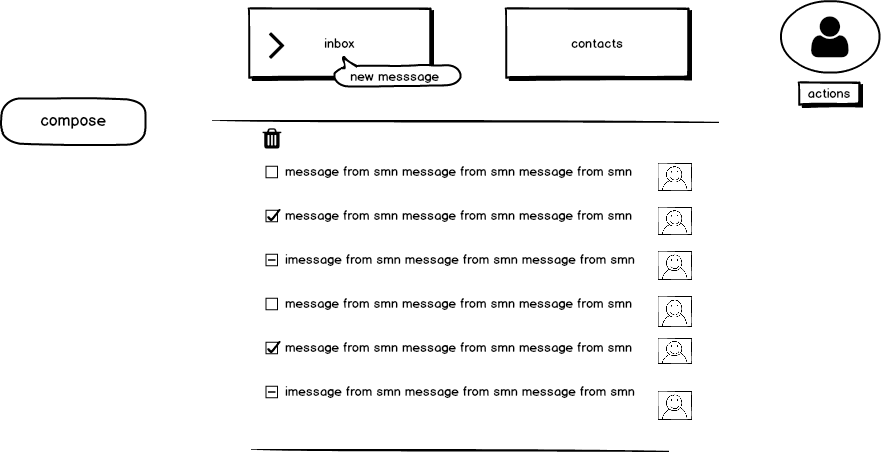 inbox
contacts
new messsage
actions
compose
message from smn message from smn message from smn
message from smn message from smn message from smn
imessage from smn message from smn message from smn
message from smn message from smn message from smn
message from smn message from smn message from smn
imessage from smn message from smn message from smn